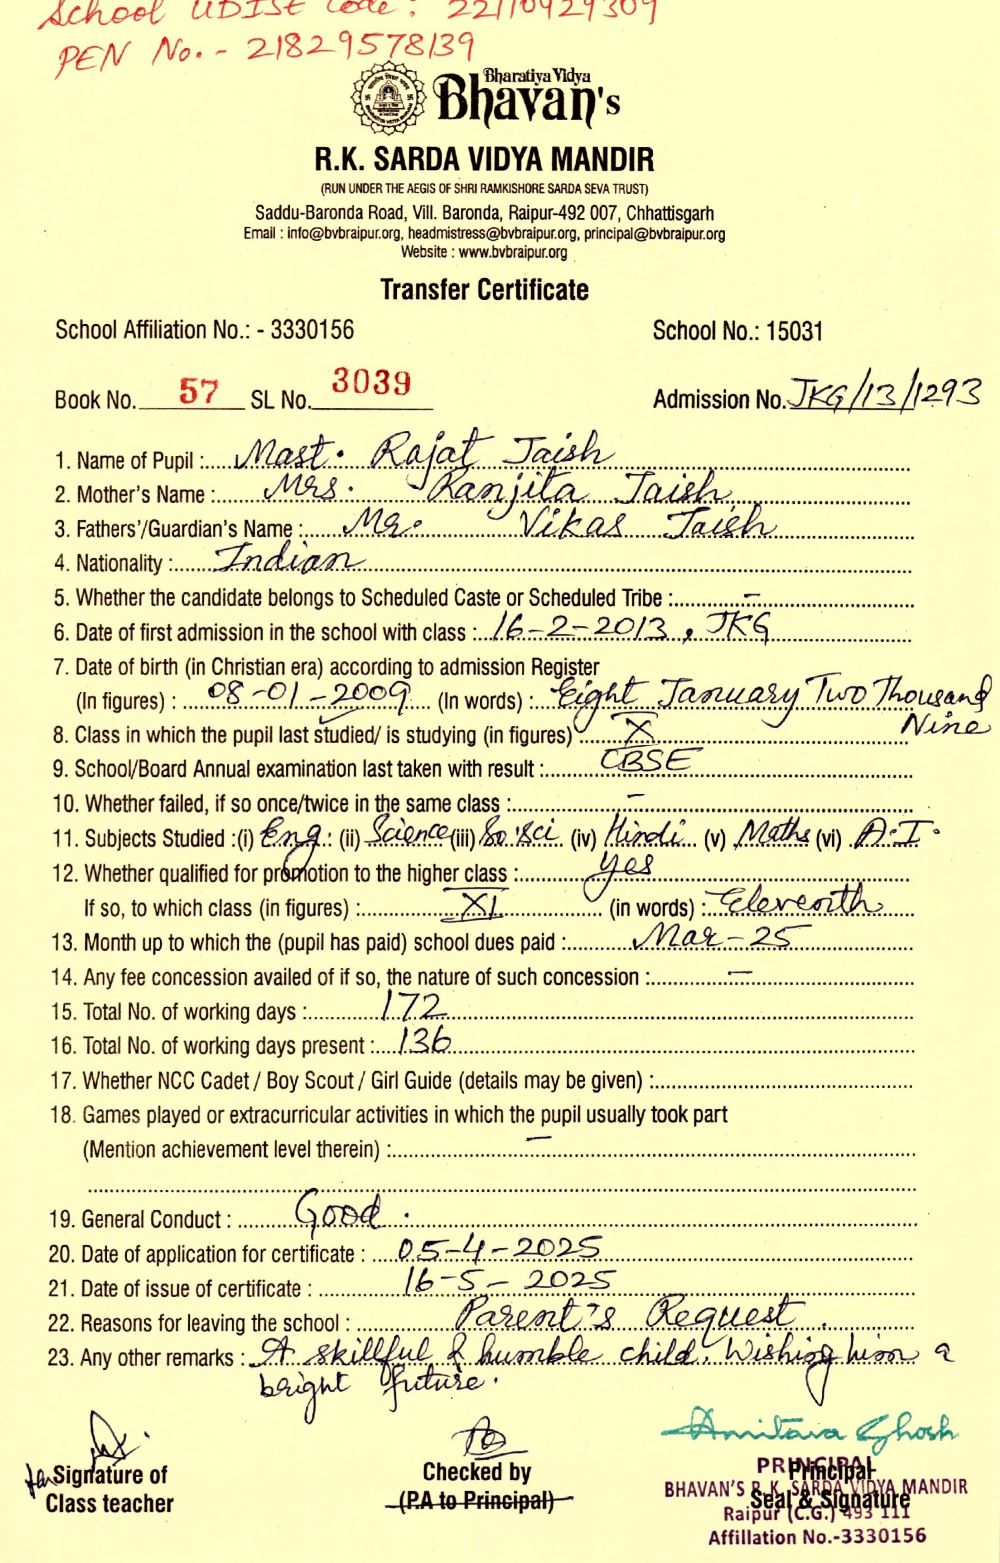 School UDISE Code : 22110929309
PEN No. - 21829578139
Bharatiya Vidya
Bhavan's
R.K. SARDA VIDYA MANDIR
(RUN UNDER THE AEGIS OF SHRI RAMKISHORE SARDA SEVA TRUST)
Saddu-Baronda Road, Vill. Baronda, Raipur-492 007, Chhattisgarh
Email : info@bvbraipur.org, headmistress@bvbraipur.org, principal@bvbraipur.org
Website : www.bvbraipur.org
Transfer Certificate
School Affiliation No.: - 3330156 School No.: 15031
Book No. 57 SL No. 3039 Admission No. JKG/13/1293
1. Name of Pupil : Mast. Rajat Jaish
2. Mother's Name : Mrs. Ranjita Jaish
3. Fathers'/Guardian's Name : Mr. Vikas Jaish
4. Nationality : Indian
5. Whether the candidate belongs to Scheduled Caste or Scheduled Tribe : -
6. Date of first admission in the school with class : 16-2-2013, JKG
7. Date of birth (in Christian era) according to admission Register
(In figures) : 08-01-2009 (In words) : Eight January Two Thousand
Nine
8. Class in which the pupil last studied/ is studying (in figures) X
9. School/Board Annual examination last taken with result : CBSE
10. Whether failed, if so once/twice in the same class : -
11. Subjects Studied :(i) Eng. (ii) Science (iii) So.Sci (iv) Hindi (v) Maths (vi) A.I.
12. Whether qualified for promotion to the higher class : Yes
If so, to which class (in figures) : XI (in words) : Eleventh
13. Month up to which the (pupil has paid) school dues paid : Mar-25
14. Any fee concession availed of if so, the nature of such concession : -
15. Total No. of working days : 172
16. Total No. of working days present : 136
17. Whether NCC Cadet / Boy Scout / Girl Guide (details may be given) :
18. Games played or extracurricular activities in which the pupil usually took part
(Mention achievement level therein) : -
19. General Conduct : Good.
20. Date of application for certificate : 05-4-2025
21. Date of issue of certificate : 16-5-2025
22. Reasons for leaving the school : Parent's Request
23. Any other remarks : A skillful & humble child. Wishing him a
bright future.
Amitava Ghosh
for Signature of Class teacher
Checked by
(P.A to Principal)
Principal
Seal & Signature
PRINCIPAL
BHAVAN'S R.K. SARDA VIDYA MANDIR
Raipur (C.G.) 493 111
Affillation No.-3330156